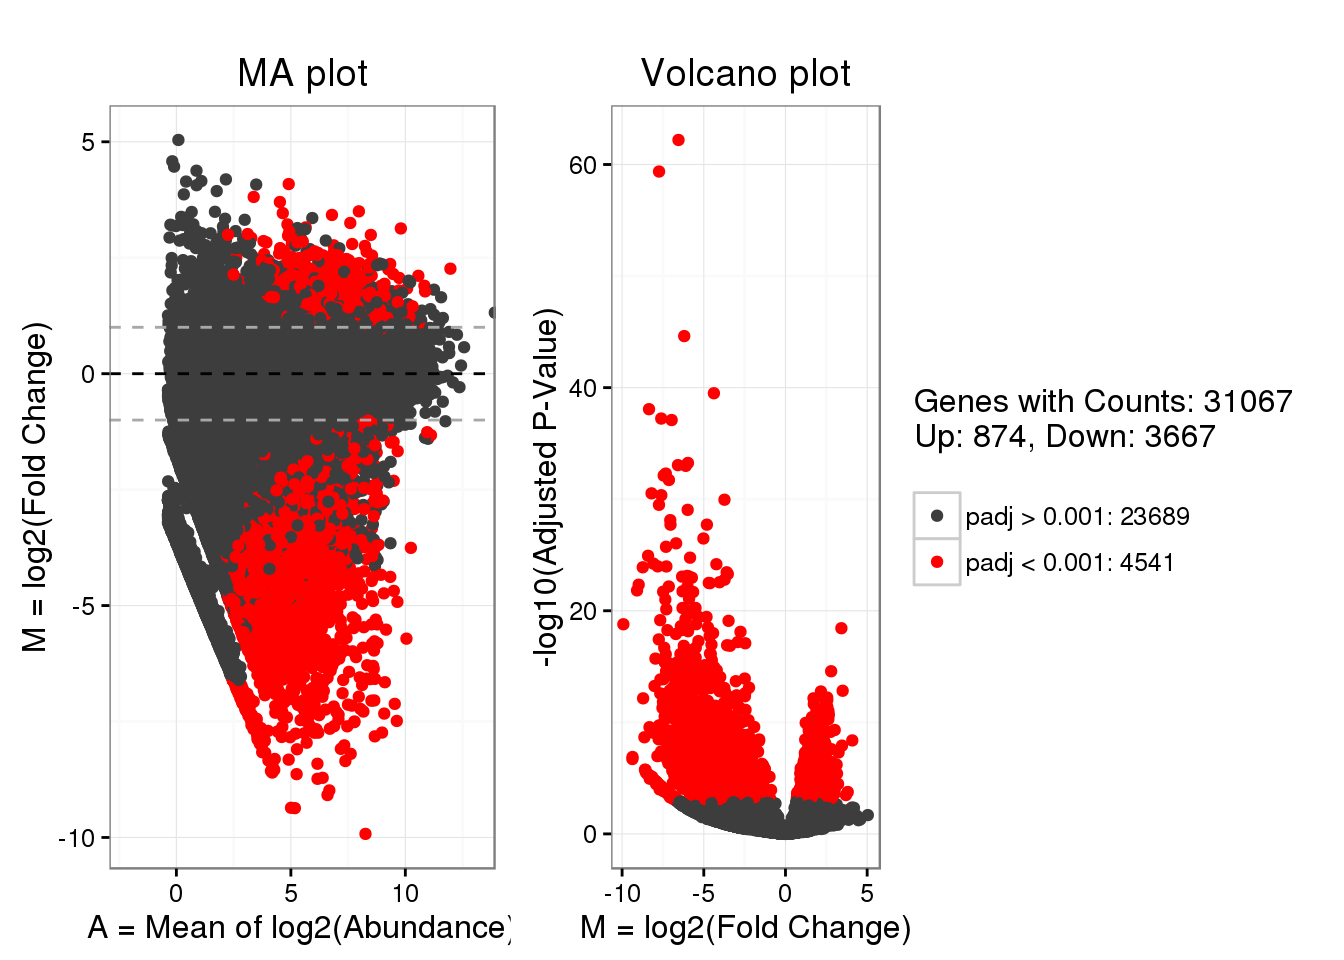 MA plot
Volcano plot
M = log2(Fold Change)
5
0
-5
-10
0
5
10
A = Mean of log2(Abundance)
-log10(Adjusted P-Value)
60
40
20
0
-10
-5
0
5
M = log2(Fold Change)
Genes with Counts: 31067
Up: 874, Down: 3667
padj > 0.001: 23689
padj < 0.001: 4541